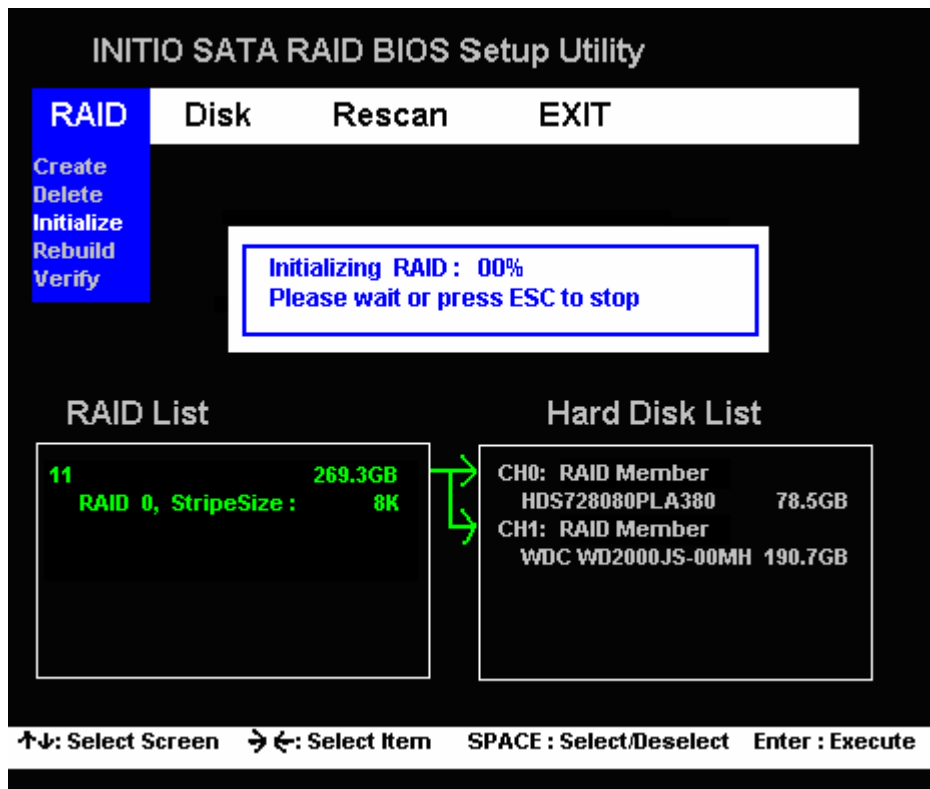 INITIO SATA RAID BIOS Setup Utility
RAID Disk Rescan EXIT
Create
Delete
Initialize
Rebuild
Verify
Initializing RAID : 00%
Please wait or press ESC to stop
RAID List
11 269.3GB
RAID 0, StripeSize : 8K
Hard Disk List
CH0: RAID Member
HDS728080PLA380 78.5GB
CH1: RAID Member
WDC WD2000JS-00MH 190.7GB
↑↓: Select Screen →←: Select Item SPACE : Select/Deselect Enter : Execute